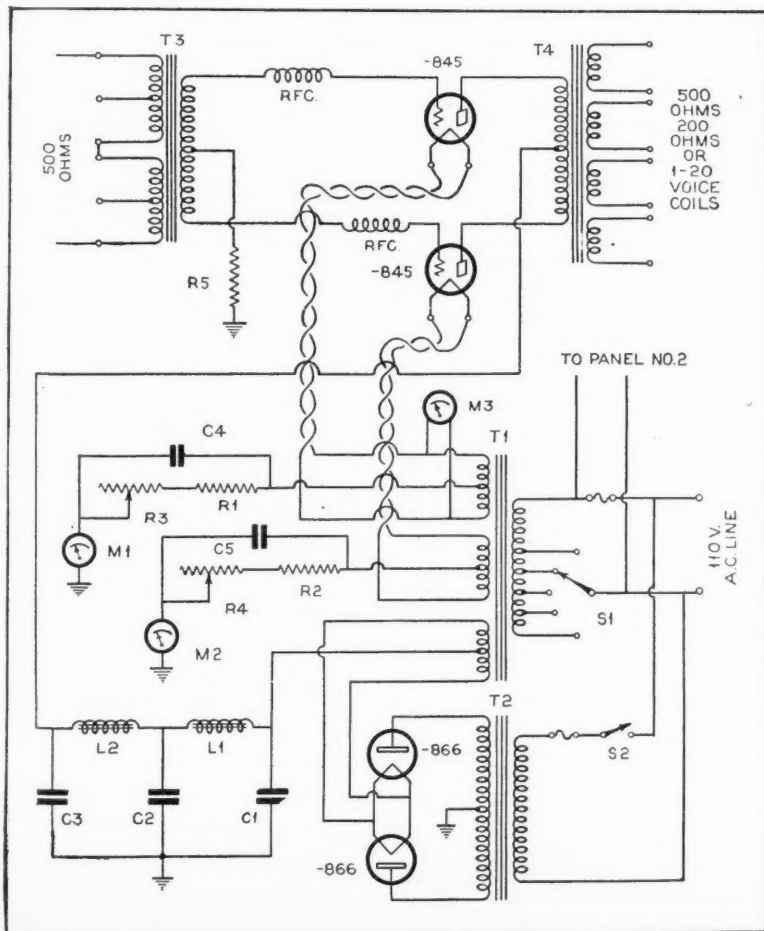 T3
-845
T4
RFC.
500 OHMS
500
OHMS
200
OHMS
OR
1-20
VOICE
COILS
R5
RFC.
-845
TO PANEL NO.2
M3
T1
C4
R3
R1
M1
C5
R4
R2
M2
S1
110 V.
A.C. LINE
T2
L2
L1
-866
S2
C3
C2
C1
-866